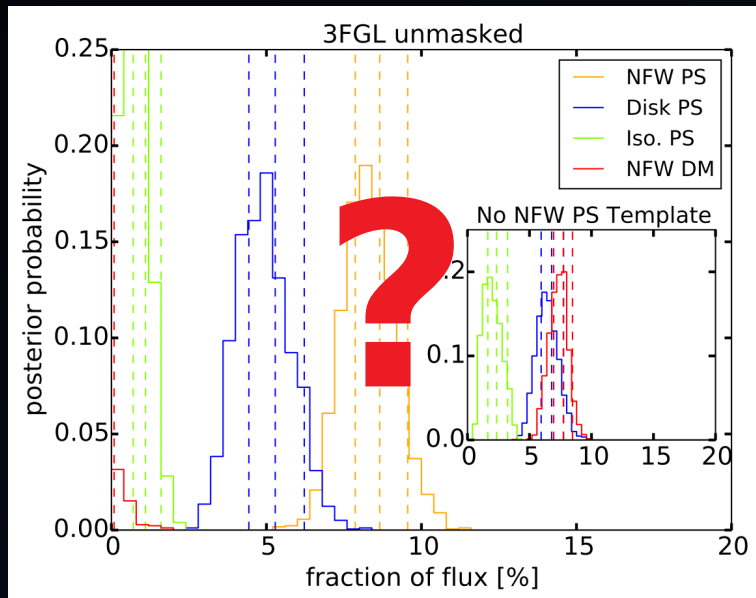 3FGL unmasked
0.25
0.20
0.15
0.10
0.05
0.00
posterior probability
NFW PS
Disk PS
Iso. PS
NFW DM
?
No NFW PS Template
0.1
0.0
0 5 10 15 20
0 5 10 15 20
fraction of flux [%]